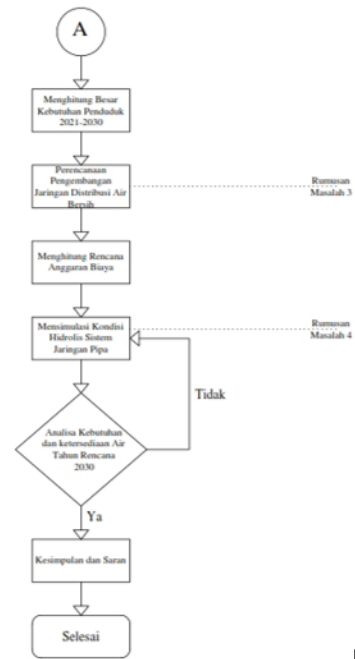 A
Menghitung Besar
Kebutuhan Penduduk
2021-2030
Perencanaan
Pengembangan
Jaringan Distribusi Air
Bersih
Rumusan
Masalah 3
Menghitung Rencana
Anggaran Biaya
Mensimulasi Kondisi
Hidrolis Sistem
Jaringan Pipa
Rumusan
Masalah 4
Tidak
Analisa Kebutuhan
dan ketersediaan Air
Tahun Rencana
2030
Ya
Kesimpulan dan Saran
Selesai